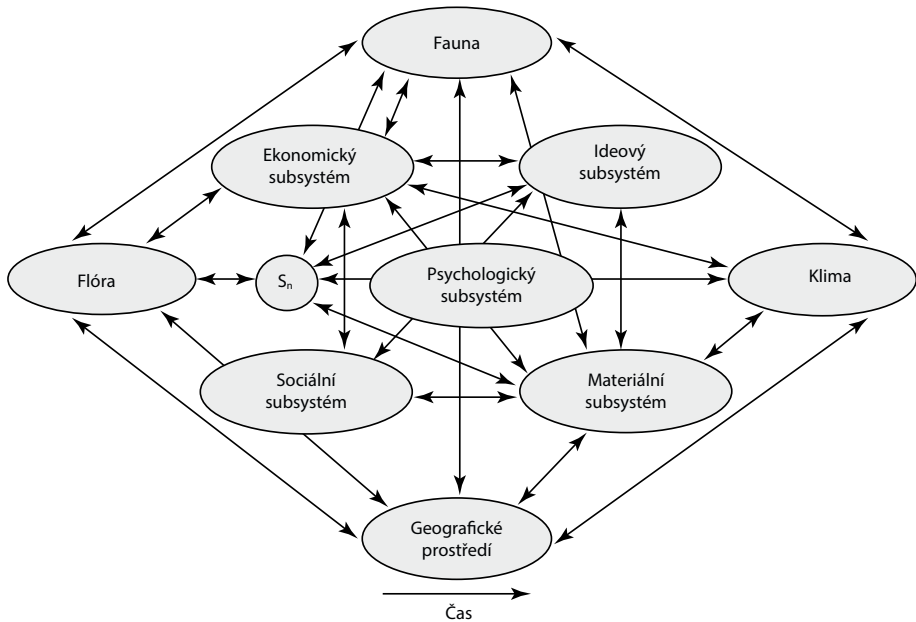 Fauna
Ekonomický
subsystém
Ideový
subsystém
Flóra
Sn
Psychologický
subsystém
Klima
Sociální
subsystém
Materiální
subsystém
Geografické
prostředí
Čas